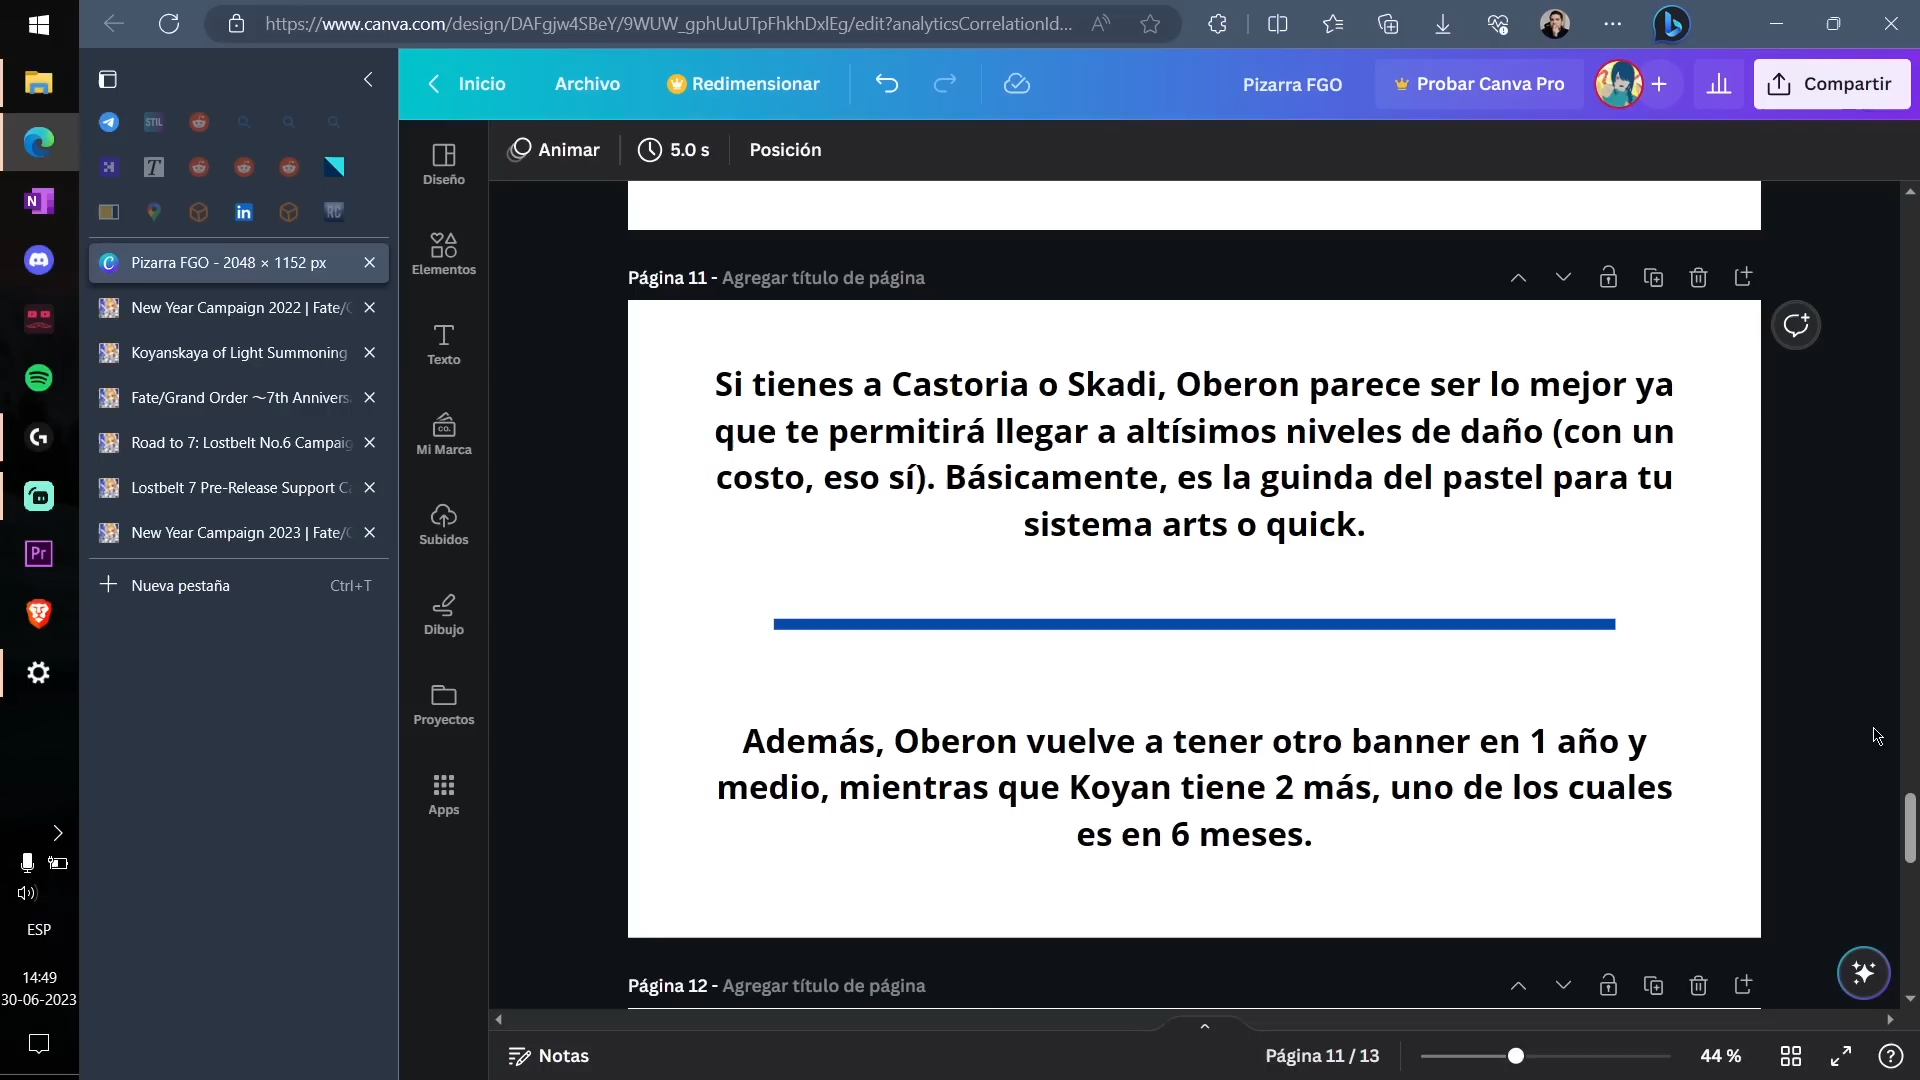 https://www.canva.com/design/DAFgjw4SBeY/9WUW_gphUuUTpFhkhDxlEg/edit?analyticsCorrelationId...
Inicio
Archivo
Redimensionar
Pizarra FGO
Probar Canva Pro
Compartir
Animar
5.0 s
Posición
STIL
T
in
RC
Pizarra FGO - 2048 × 1152 px
New Year Campaign 2022 | Fate/
Koyanskaya of Light Summoning
Fate/Grand Order ～7th Annivers
Road to 7: Lostbelt No.6 Campaig
Lostbelt 7 Pre-Release Support
New Year Campaign 2023 | Fate/
Nueva pestaña
Ctrl+T
Diseño
Elementos
Texto
CO.
Mi Marca
Subidos
Dibujo
Proyectos
Apps
N
Pr
ESP
14:49
30-06-2023
Página 11 - Agregar título de página
Si tienes a Castoria o Skadi, Oberon parece ser lo mejor ya
que te permitirá llegar a altísimos niveles de daño (con un
costo, eso sí). Básicamente, es la guinda del pastel para tu
sistema arts o quick.
Además, Oberon vuelve a tener otro banner en 1 año y
medio, mientras que Koyan tiene 2 más, uno de los cuales
es en 6 meses.
Página 12 - Agregar título de página
Notas
Página 11 / 13
44 %